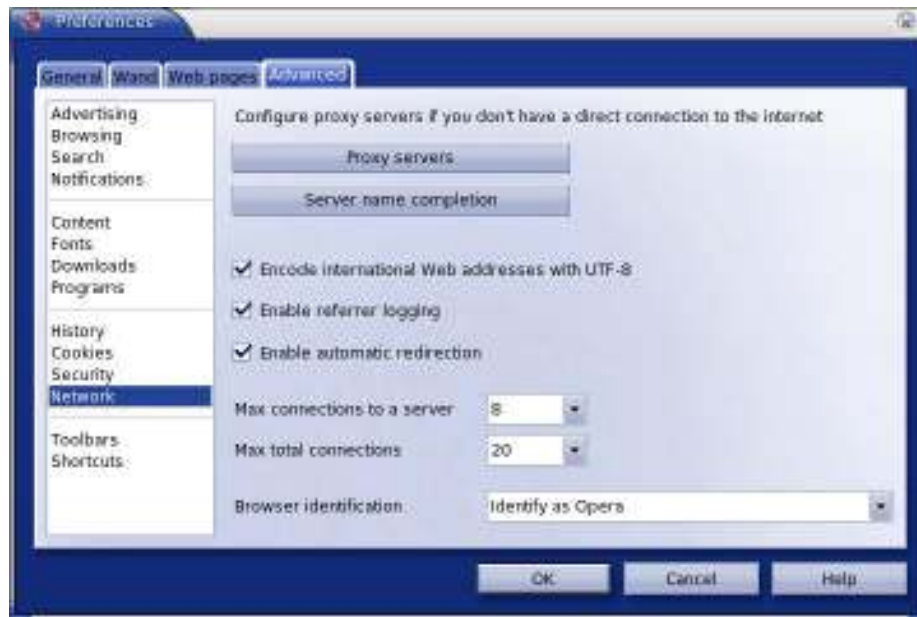 Preferences
General Wand Web pages Advanced
Advertising
Browsing
Search
Notifications
Content
Fonts
Downloads
Programs
History
Cookies
Security
Network
Toolbars
Shortcuts
Configure proxy servers if you don't have a direct connection to the internet
Proxy servers
Server name completion
Encode international Web addresses with UTF-8
Enable referrer logging
Enable automatic redirection
Max connections to a server 8
Max total connections 20
Browser identification Identify as Opera
OK Cancel Help